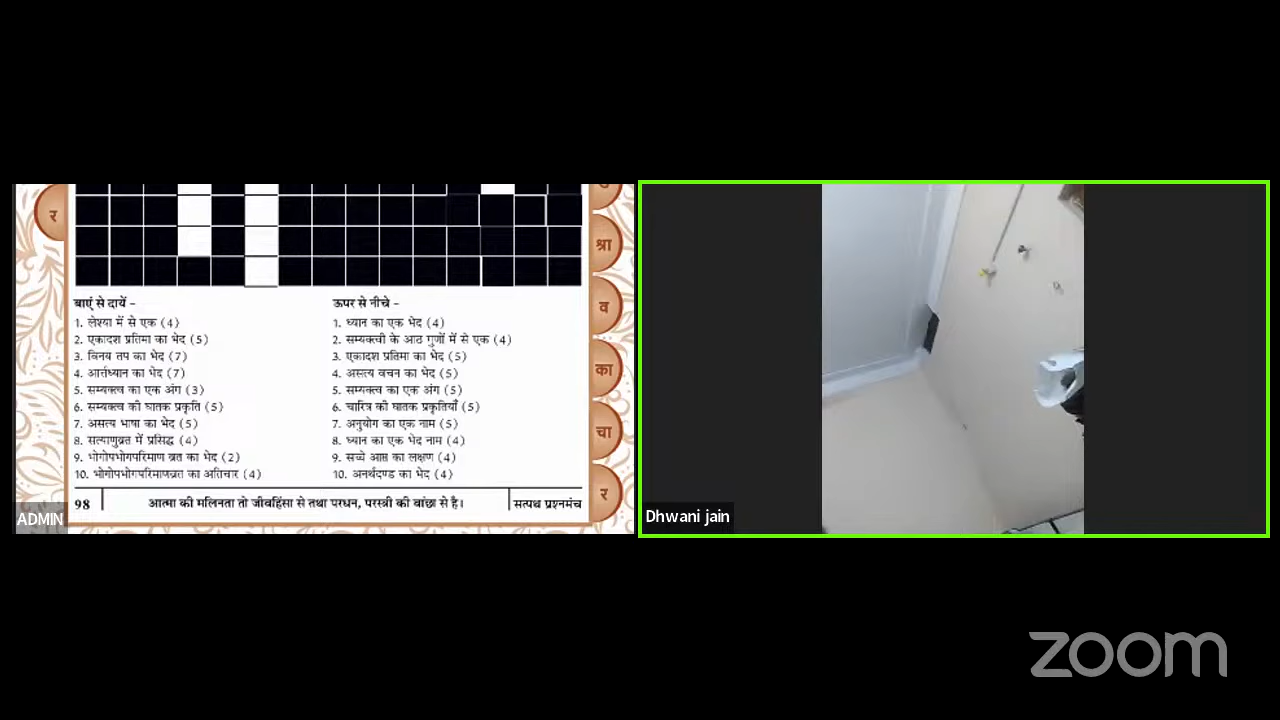 र
श्रा
व
का
चा
र
बाएं से दायें -
1. लेश्या में से एक (4)
2. एकादश प्रतिमा का भेद (5)
3. विनय तप का भेद (7)
4. आर्त्तध्यान का भेद (7)
5. सम्यक्त्व का एक अंग (3)
6. सम्यक्त्व की घातक प्रकृति (5)
7. असत्य भाषा का भेद (5)
8. सत्याणुव्रत में प्रसिद्ध (4)
9. भोगोपभोगपरिमाण व्रत का भेद (2)
10. भोगोपभोगपरिमाणव्रत का अतिचार (4)
ऊपर से नीचे -
1. ध्यान का एक भेद (4)
2. सम्यक्त्वी के आठ गुणों में से एक (4)
3. एकादश प्रतिमा का भेद (5)
4. असत्य वचन का भेद (5)
5. सम्यक्त्व का एक अंग (5)
6. चारित्र की घातक प्रकृतियाँ (5)
7. अनुयोग का एक नाम (5)
8. ध्यान का एक भेद नाम (4)
9. सच्चे आप्त का लक्षण (4)
10. अनर्थदण्ड का भेद (4)
98 आत्मा की मलिनता तो जीवहिंसा से तथा परधन, परस्त्री की वांछा से है। सत्पथ प्रश्नमंच
ADMIN
Dhwani jain
zoom